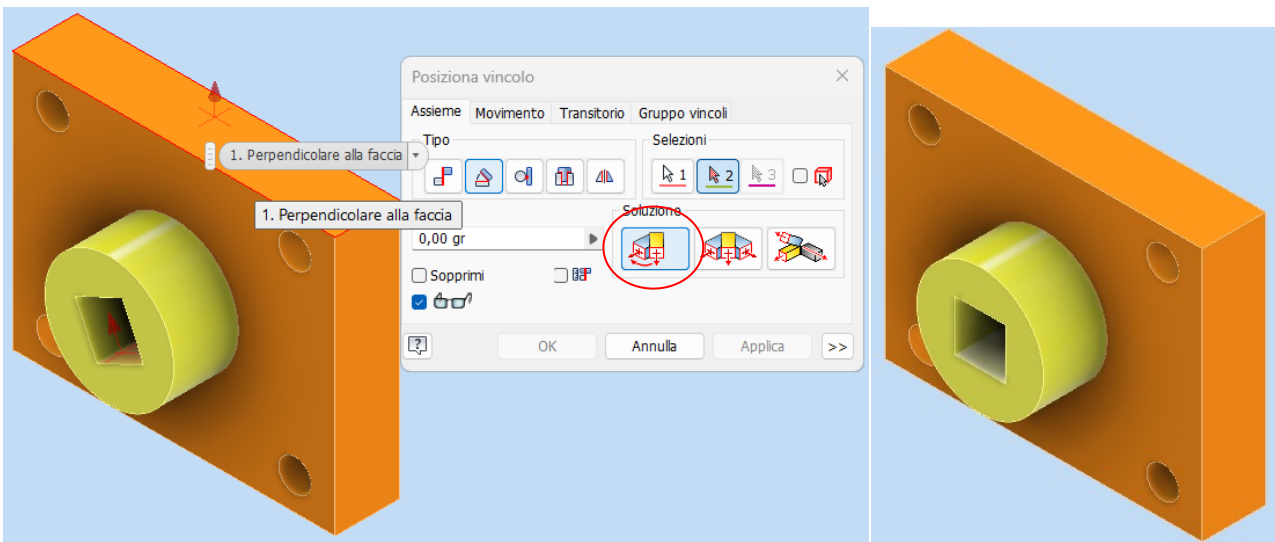 Posiziona vincolo
Assieme Movimento Transitorio Gruppo vincoli
Tipo
Selezioni
1 2 3
1. Perpendicolare alla faccia
1. Perpendicolare alla faccia
Soluzione
0,00 gr
Sopprimi
? OK Annulla Applica >>